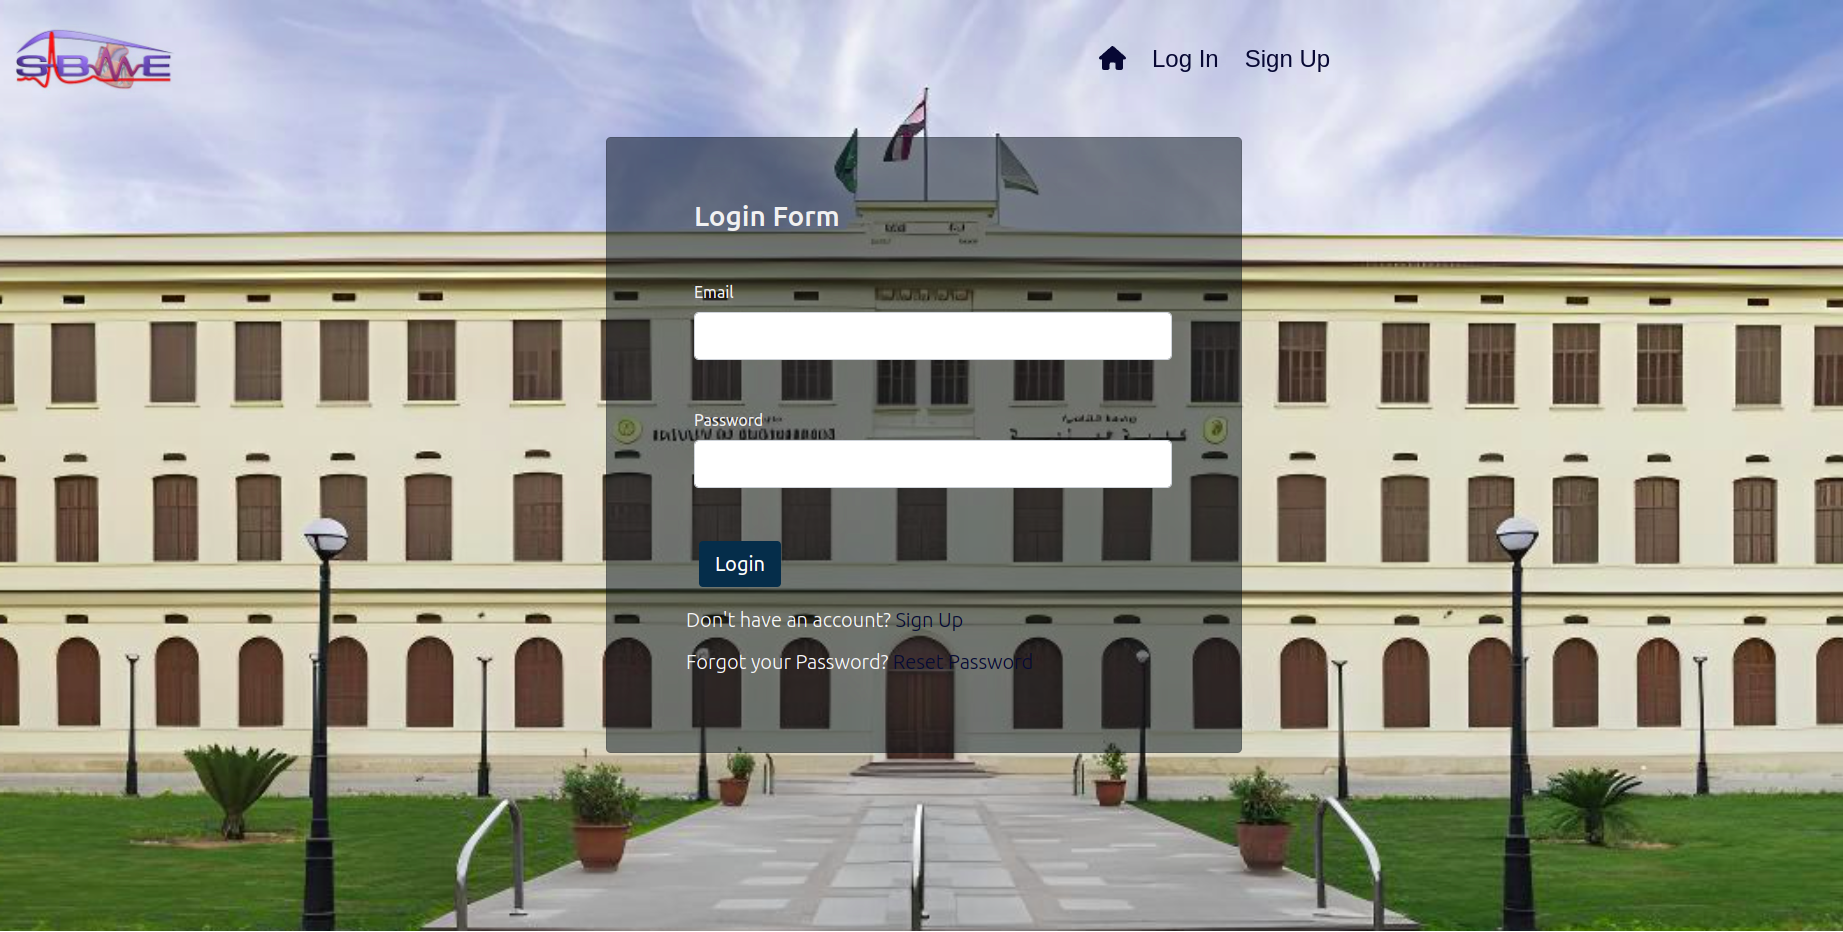 SBME
Log In
Sign Up
Login Form
Email
Password
Login
Don't have an account? Sign Up
Forgot your Password? Reset Password